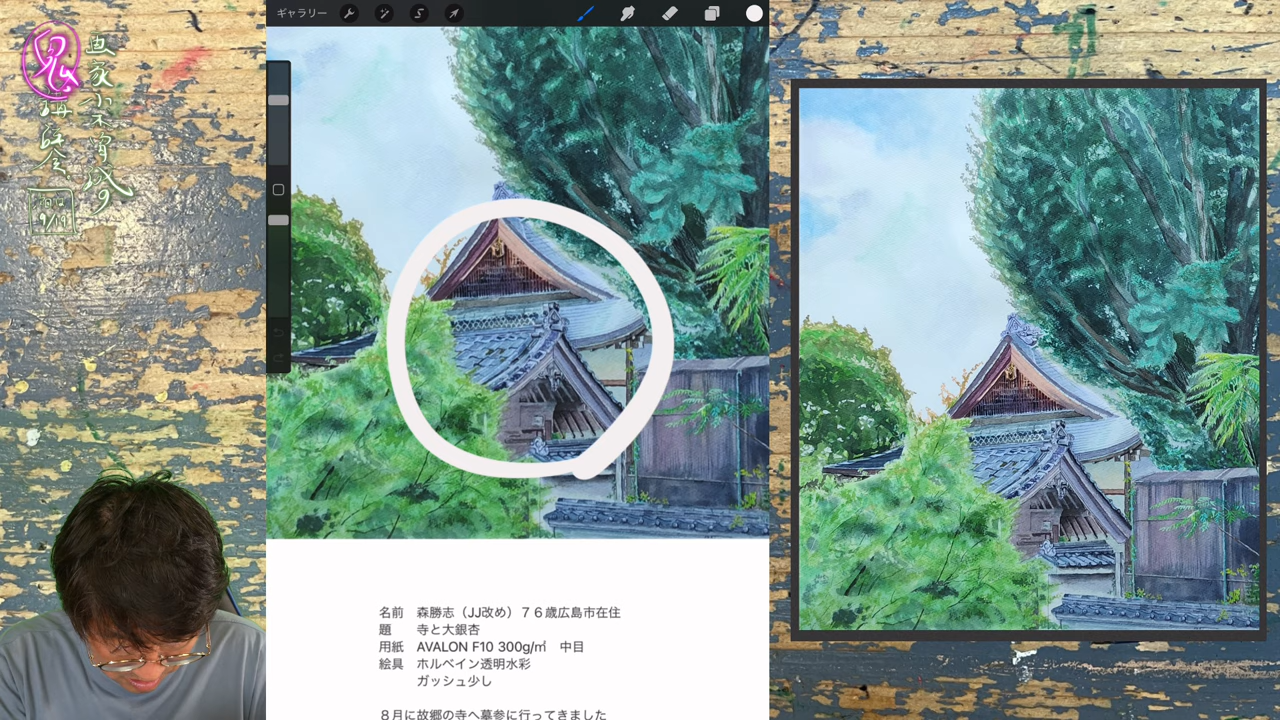 ギャラリー
鬼
名前 森勝志（JJ改め）７６歳広島市在住
題 寺と大銀杏
用紙 AVALON F10 300g/㎡ 中目
絵具 ホルベイン透明水彩
ガッシュ少し
８月に故郷の寺へ墓参に行ってきました